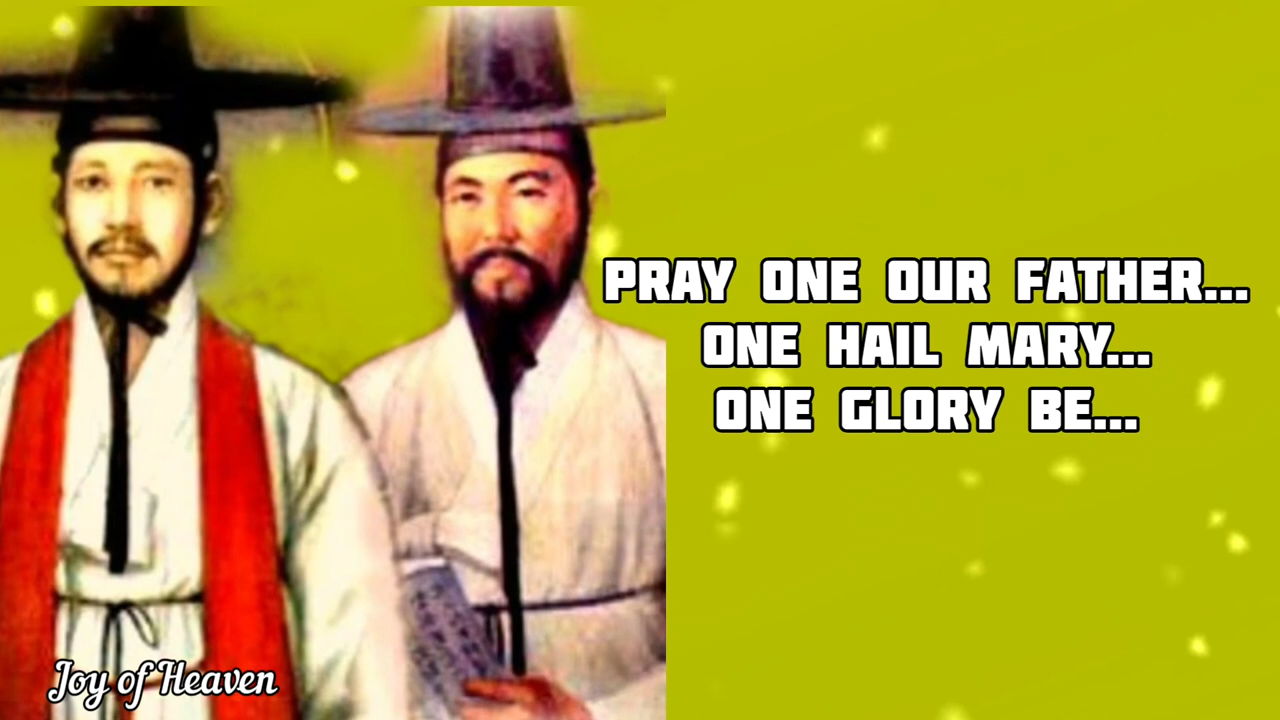 PRAY ONE OUR FATHER...
ONE HAIL MARY...
ONE GLORY BE...
Joy of Heaven